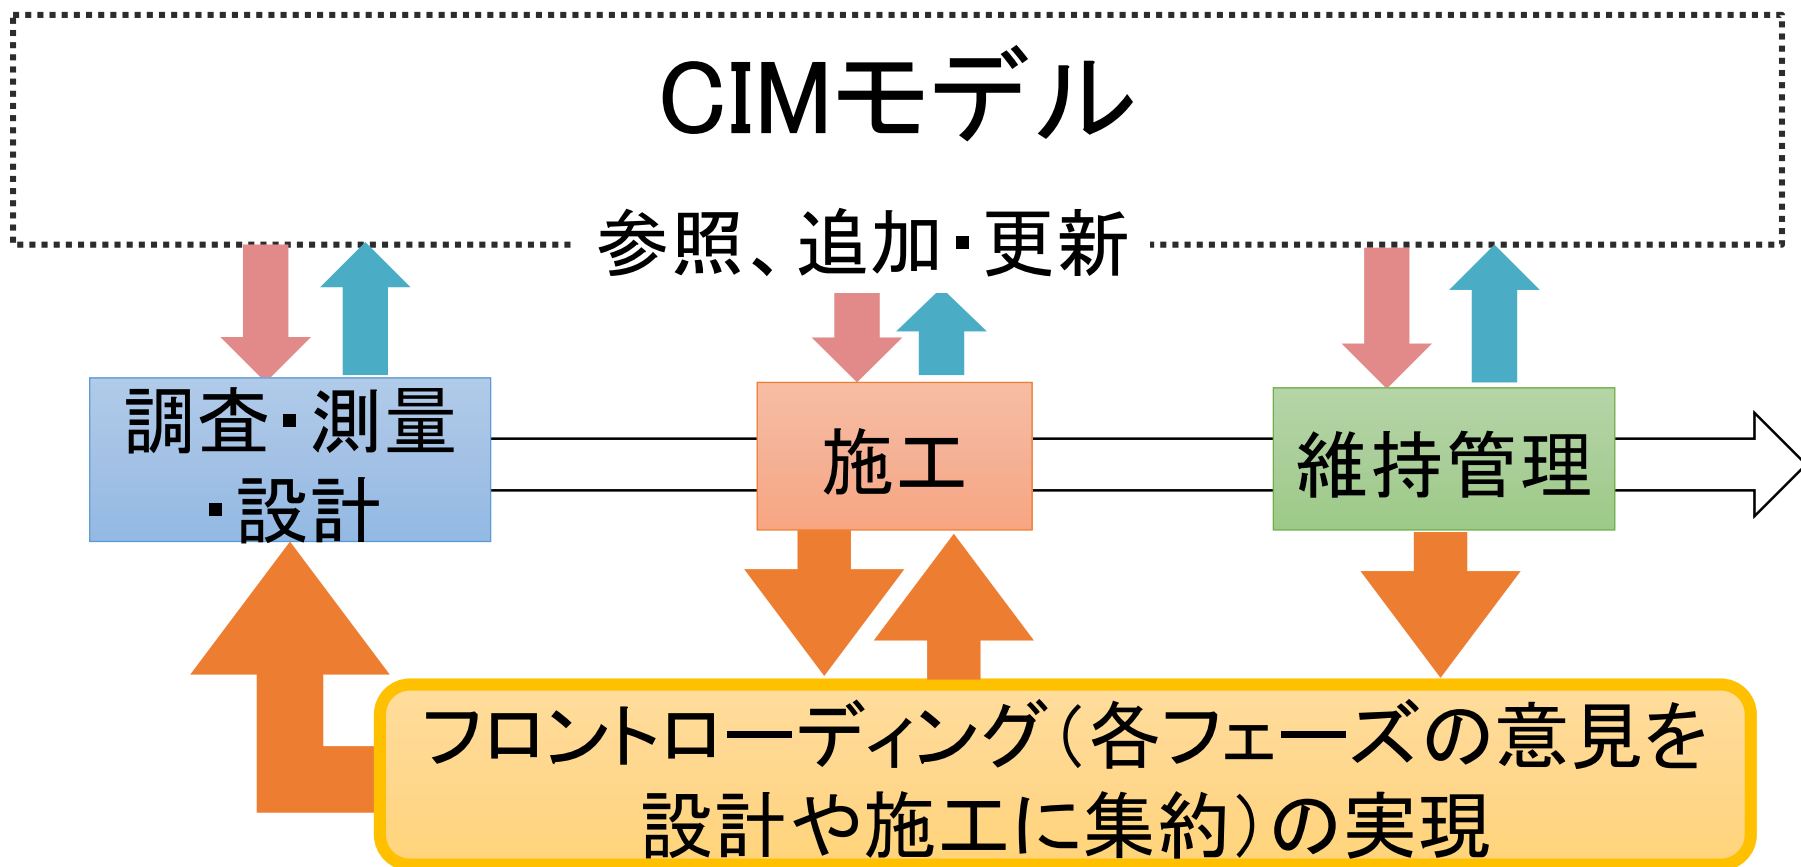 CIMモデル
参照、追加・更新
調査・測量
・設計
施工
維持管理
フロントローディング(各フェーズの意見を
設計や施工に集約)の実現